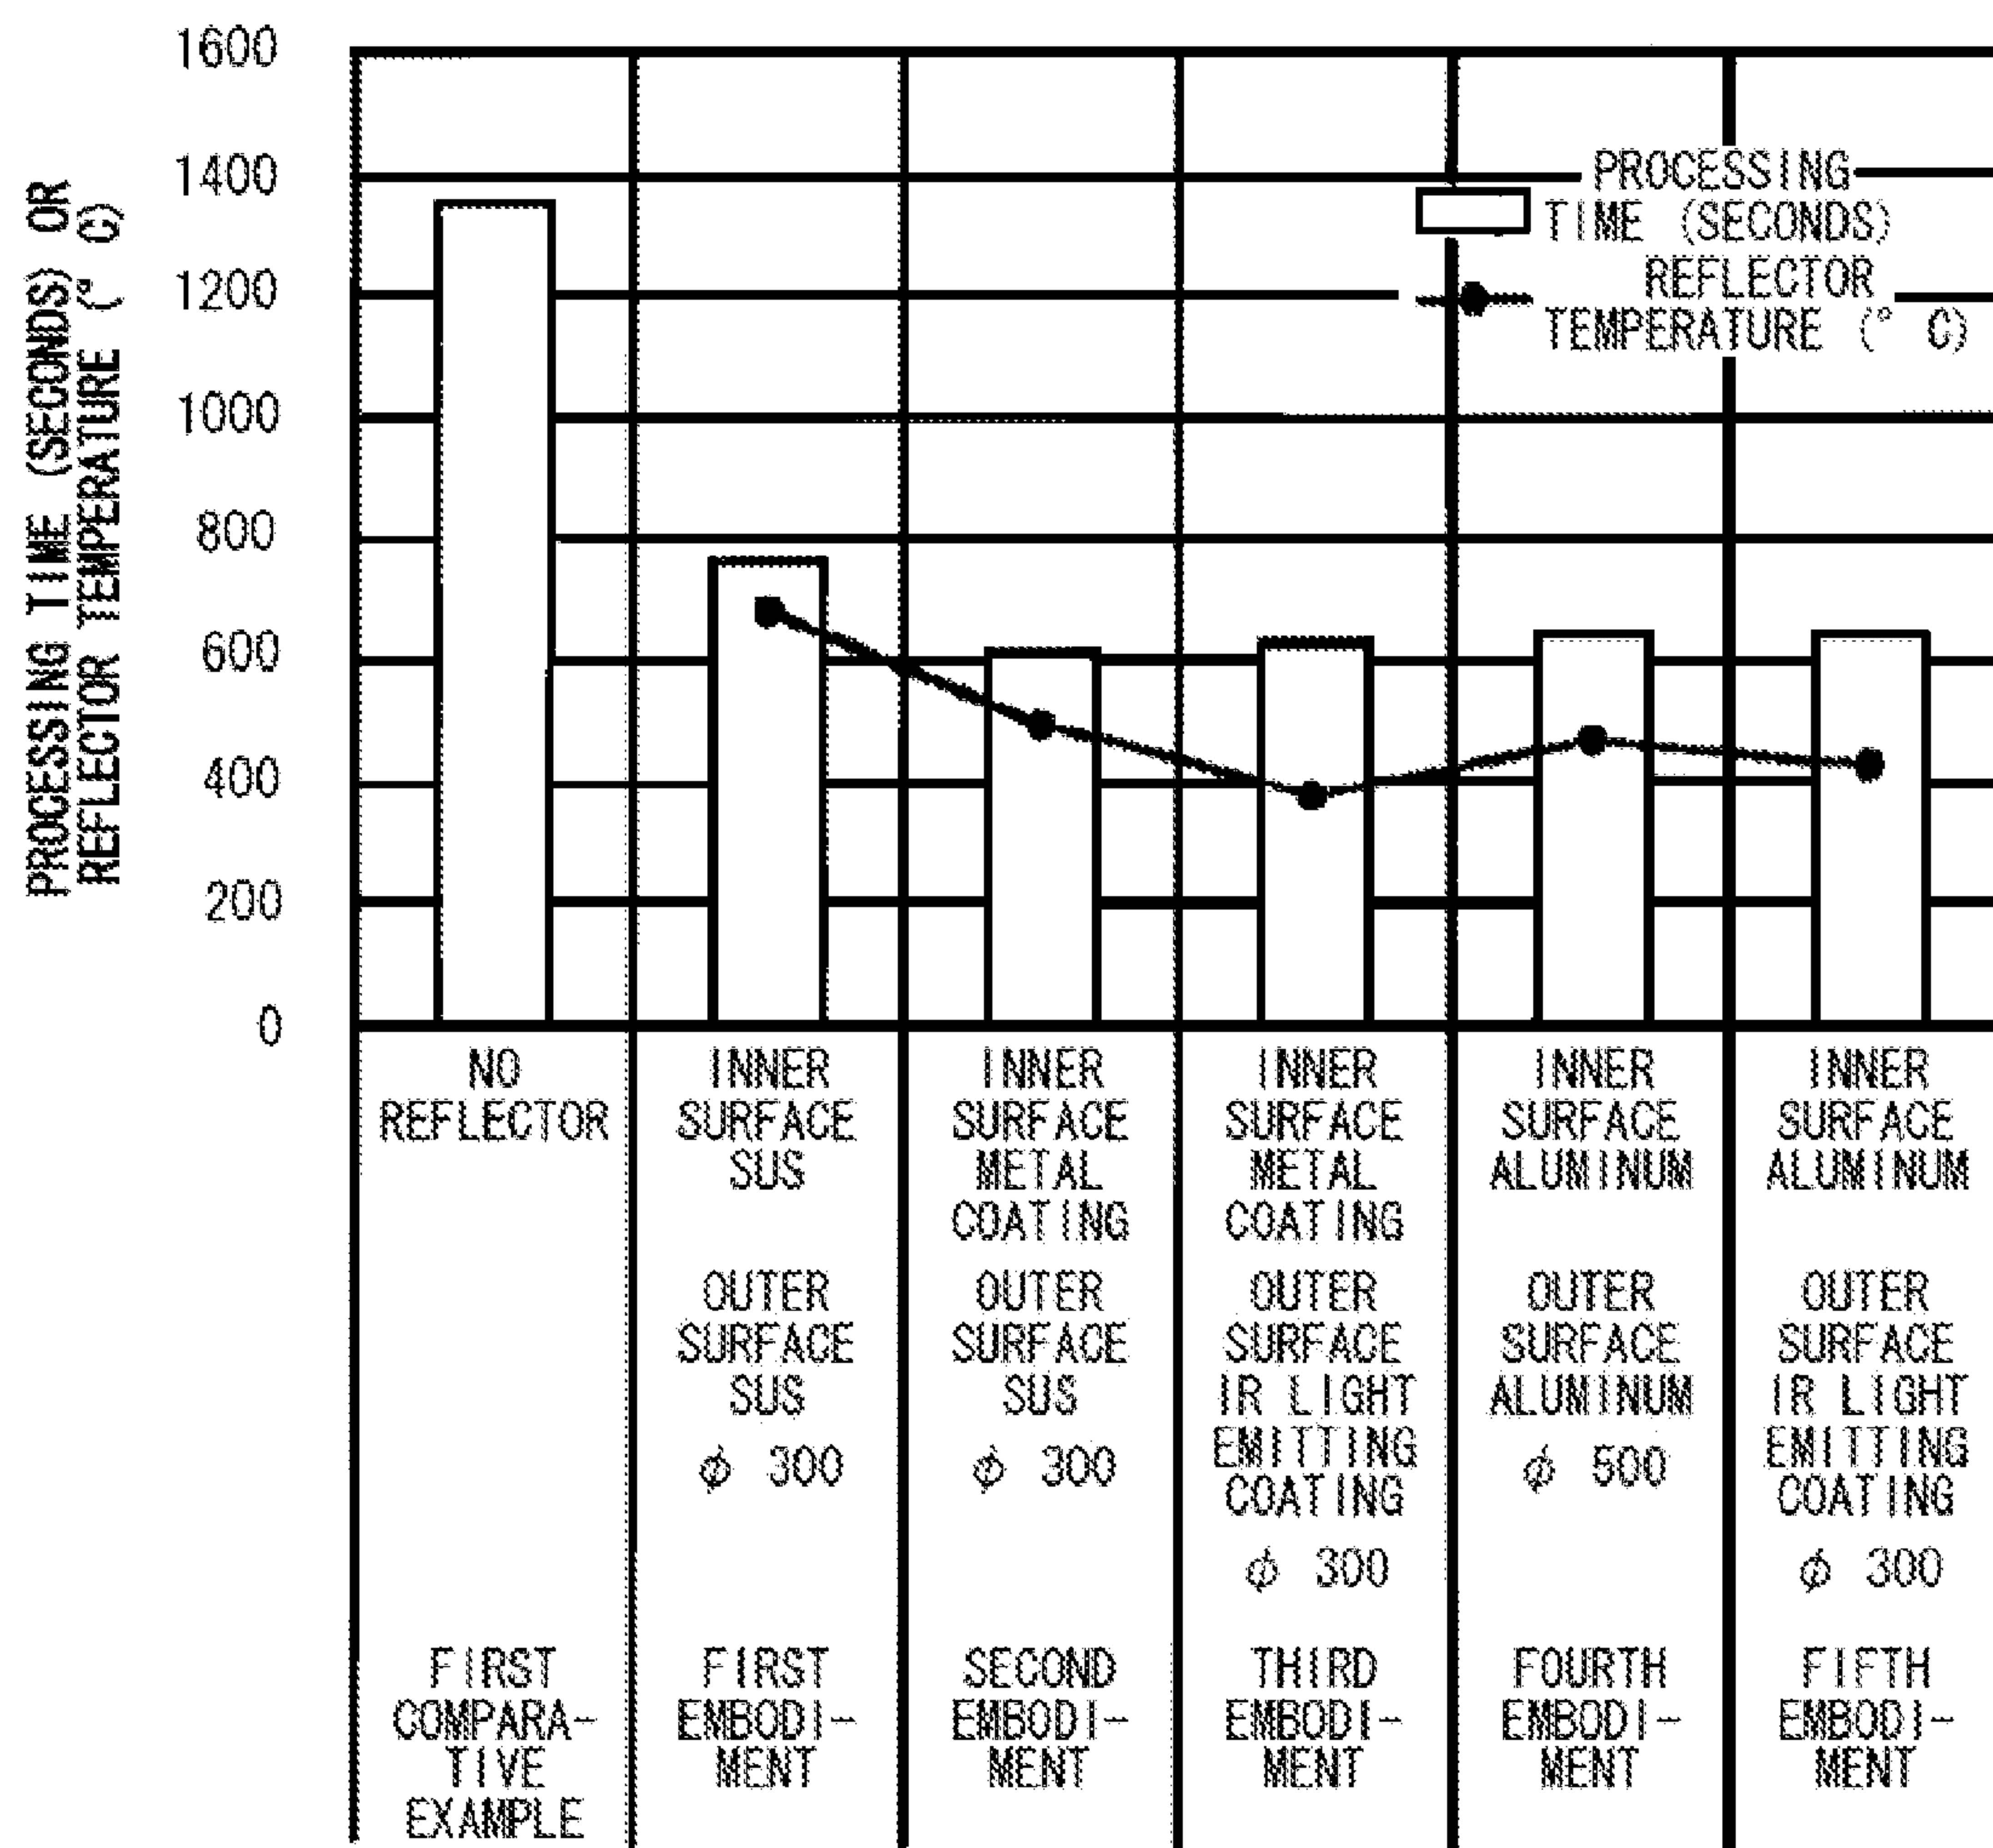 PROCESSING TIME (SECONDS) OR
REFLECTOR TEMPERATURE (° C)
1600
1400
1200
1000
800
600
400
200
0
PROCESSING
TIME (SECONDS)
REFLECTOR
TEMPERATURE (° C)
NO
REFLECTOR
FIRST
COMPARA-
TIVE
EXAMPLE
INNER
SURFACE
SUS
OUTER
SURFACE
SUS
φ 300
FIRST
EMBODI-
MENT
INNER
SURFACE
METAL
COATING
OUTER
SURFACE
SUS
φ 300
SECOND
EMBODI-
MENT
INNER
SURFACE
METAL
COATING
OUTER
SURFACE
IR LIGHT
EMITTING
COATING
φ 300
THIRD
EMBODI-
MENT
INNER
SURFACE
ALUMINUM
OUTER
SURFACE
ALUMINUM
φ 500
FOURTH
EMBODI-
MENT
INNER
SURFACE
ALUMINUM
OUTER
SURFACE
IR LIGHT
EMITTING
COATING
φ 300
FIFTH
EMBODI-
MENT